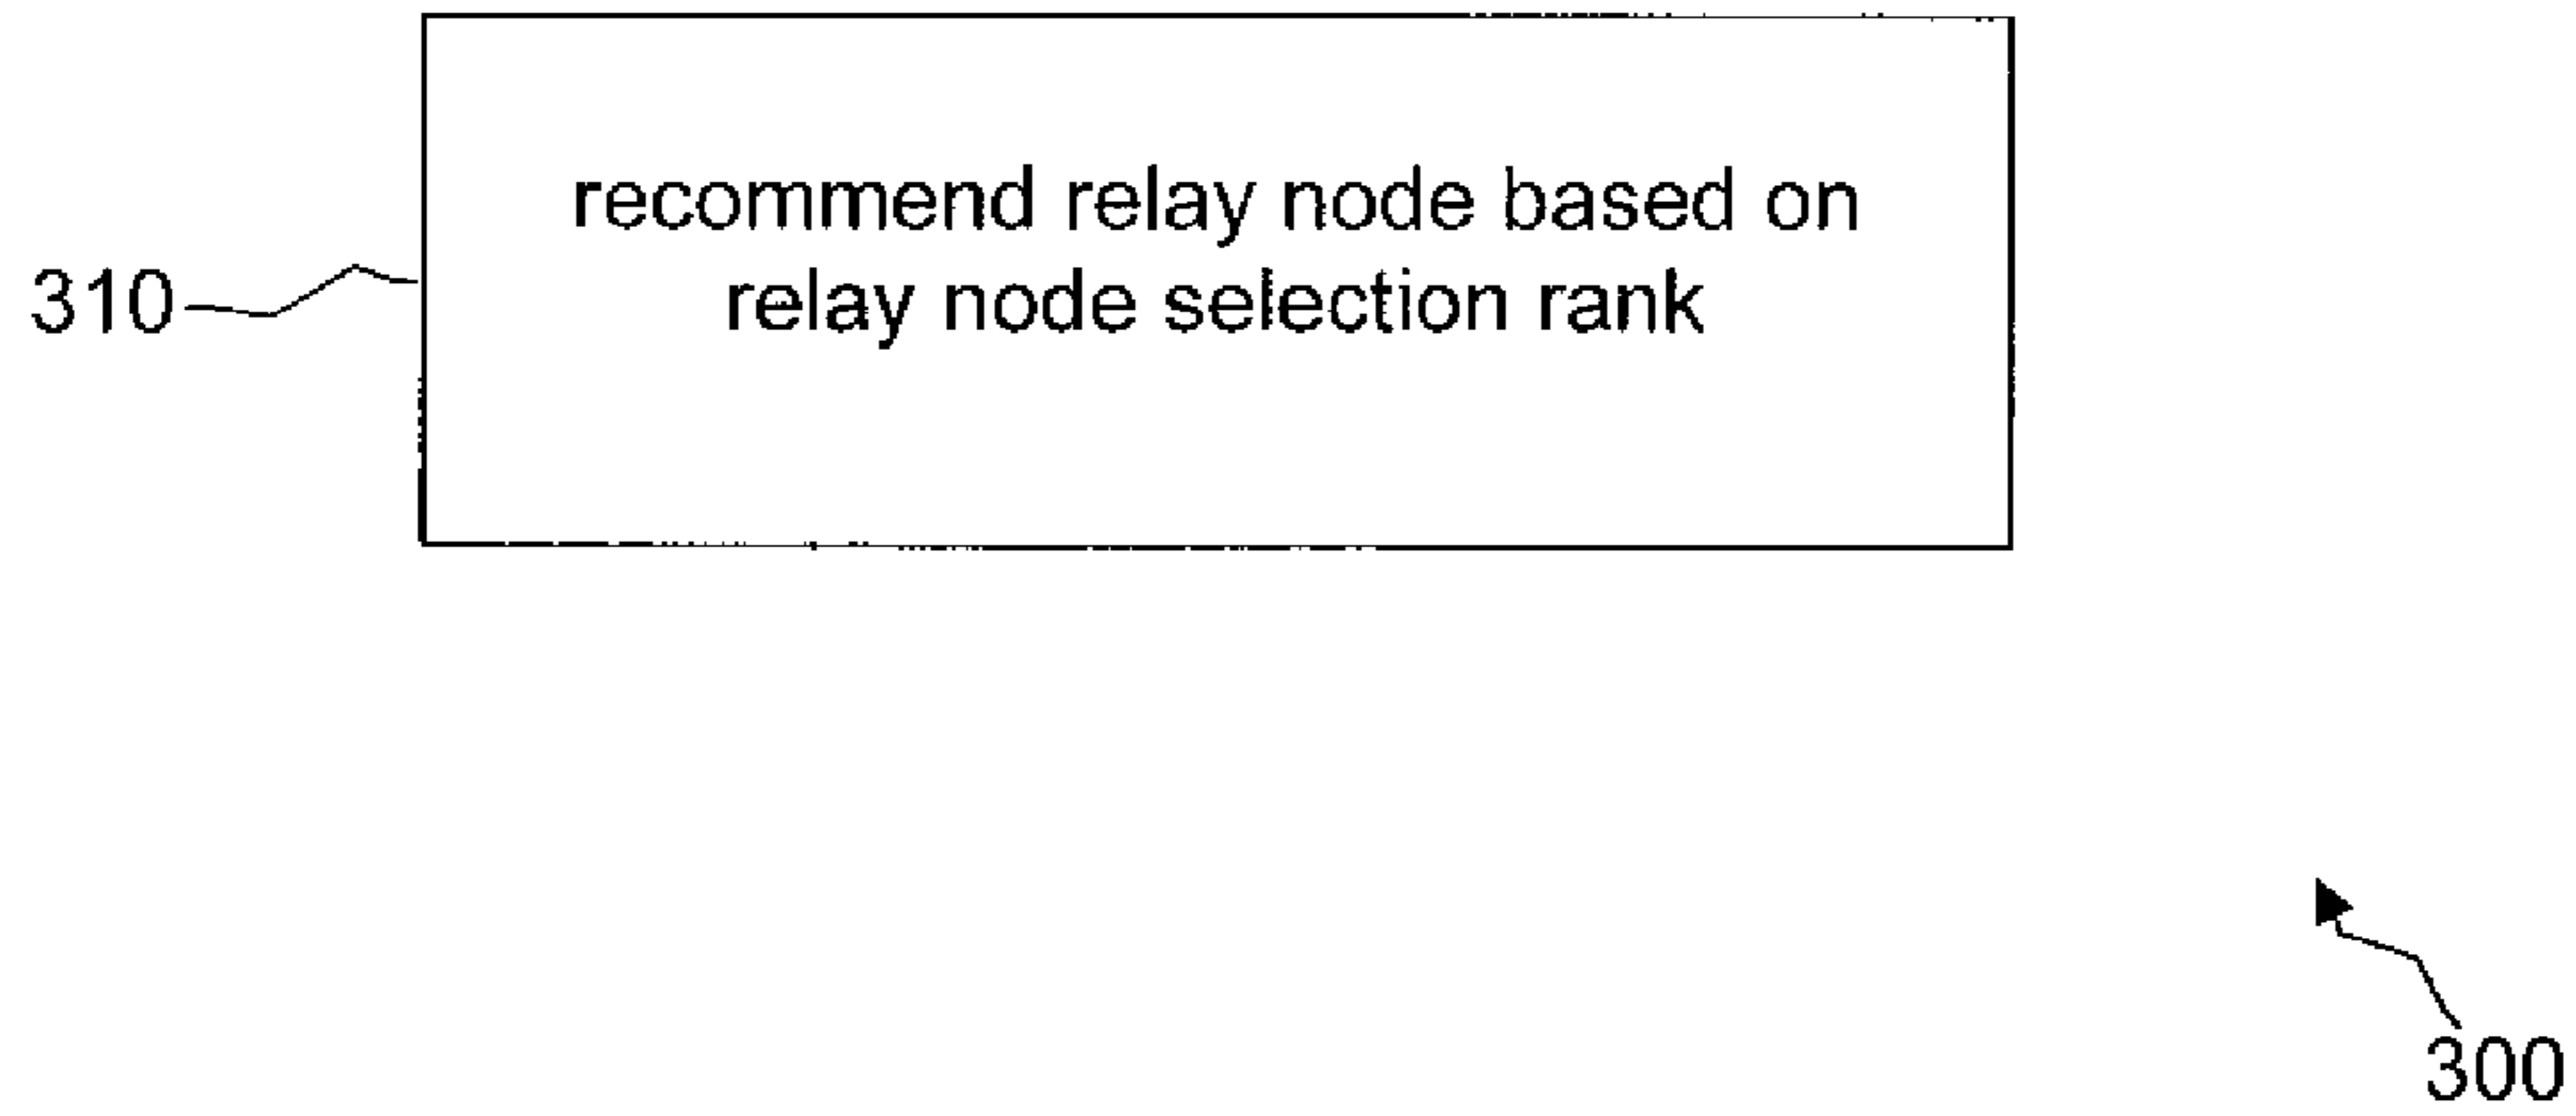 recommend relay node based on
relay node selection rank
310
300